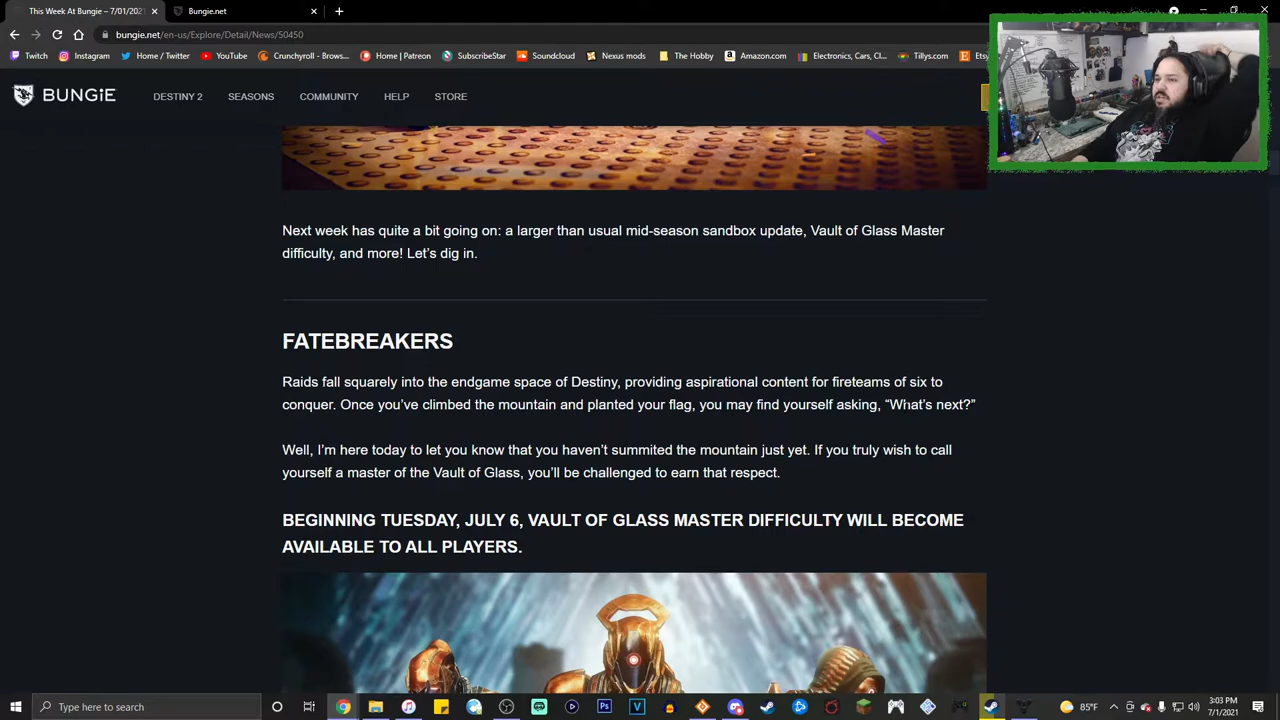 This Week At Bungie – 7/01/2021
Bungie.net
bungie.net/en-us/Explore/Detail/News/50450
Twitch
Instagram
Home / Twitter
YouTube
Crunchyroll - Brows...
Home | Patreon
SubscribeStar
Soundcloud
Nexus mods
The Hobby
Amazon.com
Electronics, Cars, Cl...
Tillys.com
BUNGiE
DESTINY 2
SEASONS
COMMUNITY
HELP
STORE
Next week has quite a bit going on: a larger than usual mid-season sandbox update, Vault of Glass Master
difficulty, and more! Let’s dig in.
FATEBREAKERS
Raids fall squarely into the endgame space of Destiny, providing aspirational content for fireteams of six to
conquer. Once you’ve climbed the mountain and planted your flag, you may find yourself asking, “What’s next?”
Well, I’m here today to let you know that you haven’t summited the mountain just yet. If you truly wish to call
yourself a master of the Vault of Glass, you’ll be challenged to earn that respect.
BEGINNING TUESDAY, JULY 6, VAULT OF GLASS MASTER DIFFICULTY WILL BECOME
AVAILABLE TO ALL PLAYERS.
Type here to search
85°F
3:03 PM
7/1/2021